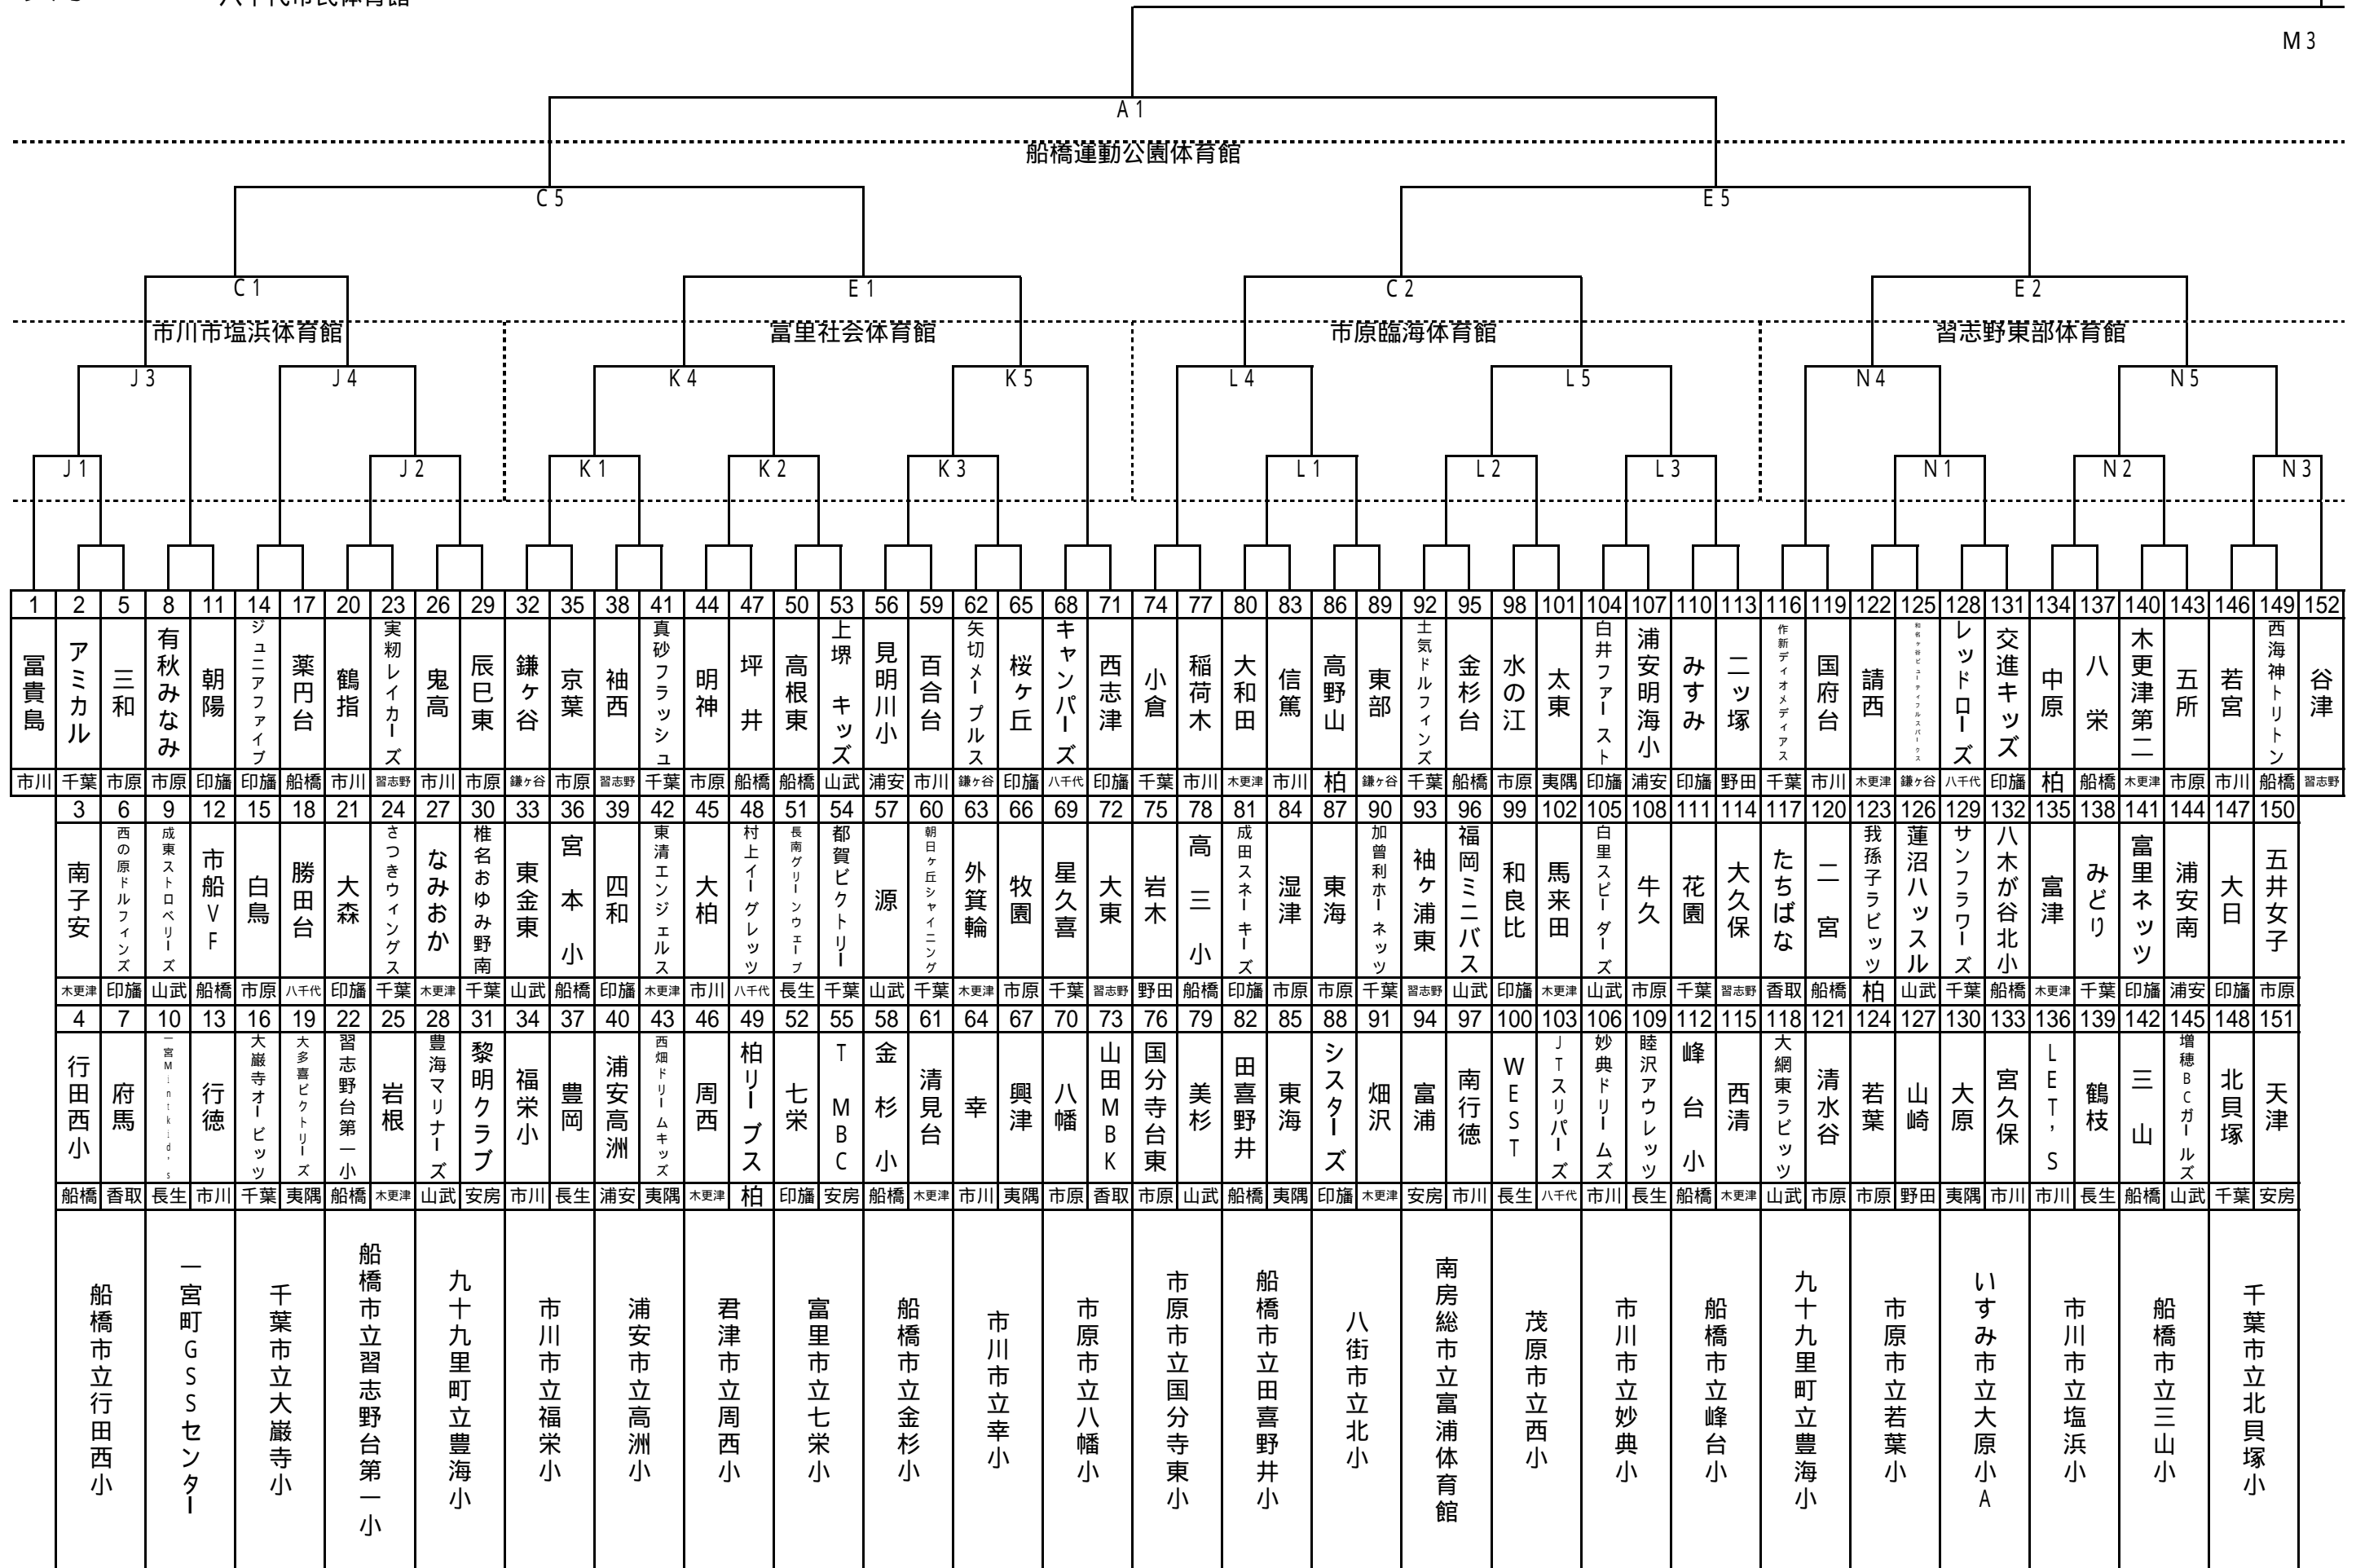 M3
A1
船橋運動公園体育館
C5 E5
C1 E1 C2 E2
市川市塩浜体育館 富里社会体育館 市原臨海体育館 習志野東部体育館
J3 J4 K4 K5 L4 L5 N4 N5
J1 J2 K1 K2 K3 L1 L2 L3 N1 N2 N3
1 2 5 8 11 14 17 20 23 26 29 32 35 38 41 44 47 50 53 56 59 62 65 68 71 74 77 80 83 86 89 92 95 98 101 104 107 110 113 116 119 122 125 128 131 134 137 140 143 146 149 152
冨貴島 アミカル 三和 有秋みなみ 朝陽 ジュニアファイブ 薬円台 鶴指 実籾レイカーズ 鬼高 辰巳東 鎌ヶ谷 京葉 袖西 真砂フラッシュ 明神 坪井 高根東 上堺キッズ 見明川小 百合台 矢切メープルス 桜ヶ丘 キャンパーズ 西志津 小倉 稲荷木 大和田 信篤 高野山 東部 土気ドルフィンズ 金杉台 水の江 太東 白井ファースト 浦安明海小 みすみ 二ッ塚 作新ディオメディアス 国府台 請西 レッドローズ 交進キッズ 中原 八栄 木更津第二 五所 若宮 西海神トリトン 谷津
市川 千葉 市原 市原 印旛 印旛 船橋 市川 習志野 市川 市原 鎌ヶ谷 市原 習志野 千葉 市原 船橋 船橋 山武 浦安 市川 鎌ヶ谷 印旛 八千代 印旛 千葉 市川 木更津 市川 柏 鎌ヶ谷 千葉 船橋 市原 夷隅 印旛 浦安 印旛 野田 千葉 市川 木更津 鎌ヶ谷 八千代 印旛 柏 船橋 木更津 市原 市川 船橋 習志野
3 6 9 12 15 18 21 24 27 30 33 36 39 42 45 48 51 54 57 60 63 66 69 72 75 78 81 84 87 90 93 96 99 102 105 108 111 114 117 120 123 126 129 132 135 138 141 144 147 150
南子安 西の原ドルフィンズ 成東ストロベリーズ 市船VF 白鳥 勝田台 大森 さつきウィングス なみおか 椎名おゆみ野南 東金東 宮本小 四和 東清エンジェルス 大柏 村上イーグレッツ 長南グリーンウェーブ 都賀ビクトリー 源 朝日ヶ丘シャイニング 外箕輪 牧園 星久喜 大東 岩木 高三小 成田スネーキーズ 湿津 東海 加曽利ホーネッツ 袖ヶ浦東 福岡ミニバス 和良比 馬来田 白里スピーダーズ 牛久 花園 大久保 たちばな 二宮 我孫子ラビッツ 蓮沼ハッスル サンフラワーズ 八木が谷北小 富津 みどり 富里ネッツ 浦安南 大日 五井女子
木更津 印旛 山武 船橋 市原 八千代 印旛 千葉 木更津 千葉 山武 船橋 印旛 木更津 市川 八千代 長生 千葉 山武 千葉 木更津 市原 千葉 習志野 野田 船橋 印旛 市原 市原 千葉 習志野 山武 印旛 木更津 山武 市原 千葉 習志野 香取 船橋 柏 山武 千葉 船橋 木更津 千葉 印旛 浦安 印旛 市原
4 7 10 13 16 19 22 25 28 31 34 37 40 43 46 49 52 55 58 61 64 67 70 73 76 79 82 85 88 91 94 97 100 103 106 109 112 115 118 121 124 127 130 133 136 139 142 145 148 151
行田西小 府馬 一宮Mintkid's 行徳 大巌寺オービッツ 大多喜ビクトリーズ 習志野台第一小 岩根 豊海マリナーズ 黎明クラブ 福栄小 豊岡 浦安高洲 西畑ドリームキッズ 周西 柏リーブス 七栄 TMBC 金杉小 清見台 幸 興津 八幡 山田MBK 国分寺台東 美杉 田喜野井 東海 シスターズ 畑沢 富浦 南行徳 WEST JTスリパーズ 妙典ドリームズ 睦沢アウレッツ 峰台小 西清 大網東ラビッツ 清水谷 若葉 山崎 大原 宮久保 LET'S 鶴枝 三山 増穂BCガールズ 北貝塚 天津
船橋 香取 長生 市川 千葉 夷隅 船橋 木更津 山武 安房 市川 長生 浦安 夷隅 木更津 柏 印旛 安房 船橋 木更津 市川 夷隅 市原 香取 市原 山武 船橋 夷隅 印旛 木更津 安房 市川 長生 八千代 市川 長生 船橋 木更津 山武 市原 市原 野田 夷隅 市川 市川 長生 船橋 山武 千葉 安房
船橋市立行田西小 一宮町GSSセンター 千葉市立大巌寺小 船橋市立習志野台第一小 九十九里町立豊海小 市川市立福栄小 浦安市立高洲小 君津市立周西小 富里市立七栄小 船橋市立金杉小 市川市立幸小 市原市立八幡小 市原市立国分寺東小 船橋市立田喜野井小 八街市立北小 南房総市立富浦体育館 茂原市立西小 市川市立妙典小 船橋市立峰台小 九十九里町立豊海小 市原市立若葉小 いすみ市立大原小A 市川市立塩浜小 船橋市立三山小 千葉市立北貝塚小